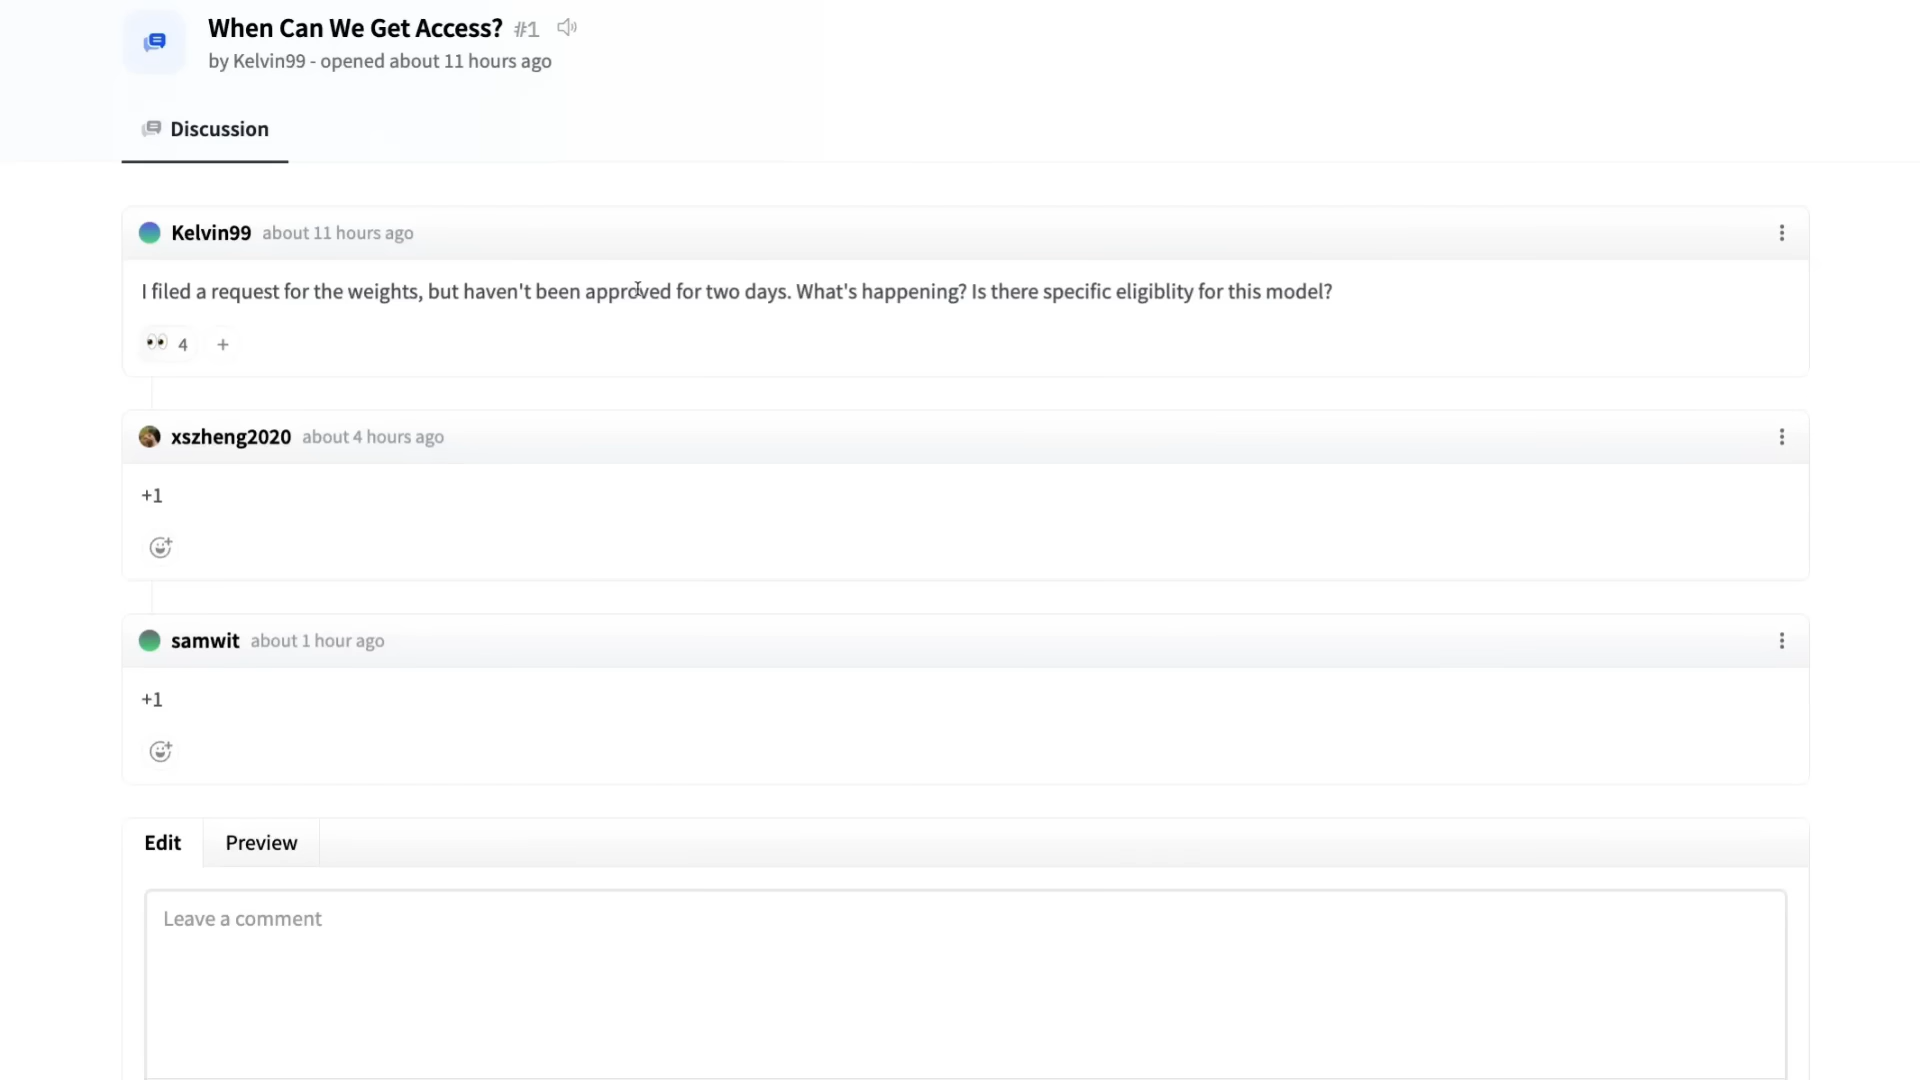 When Can We Get Access? #1
by Kelvin99 - opened about 11 hours ago
Discussion
Kelvin99 about 11 hours ago
I filed a request for the weights, but haven't been approved for two days. What's happening? Is there specific eligiblity for this model?
👀 4 +
xszheng2020 about 4 hours ago
+1
samwit about 1 hour ago
+1
Edit Preview
Leave a comment